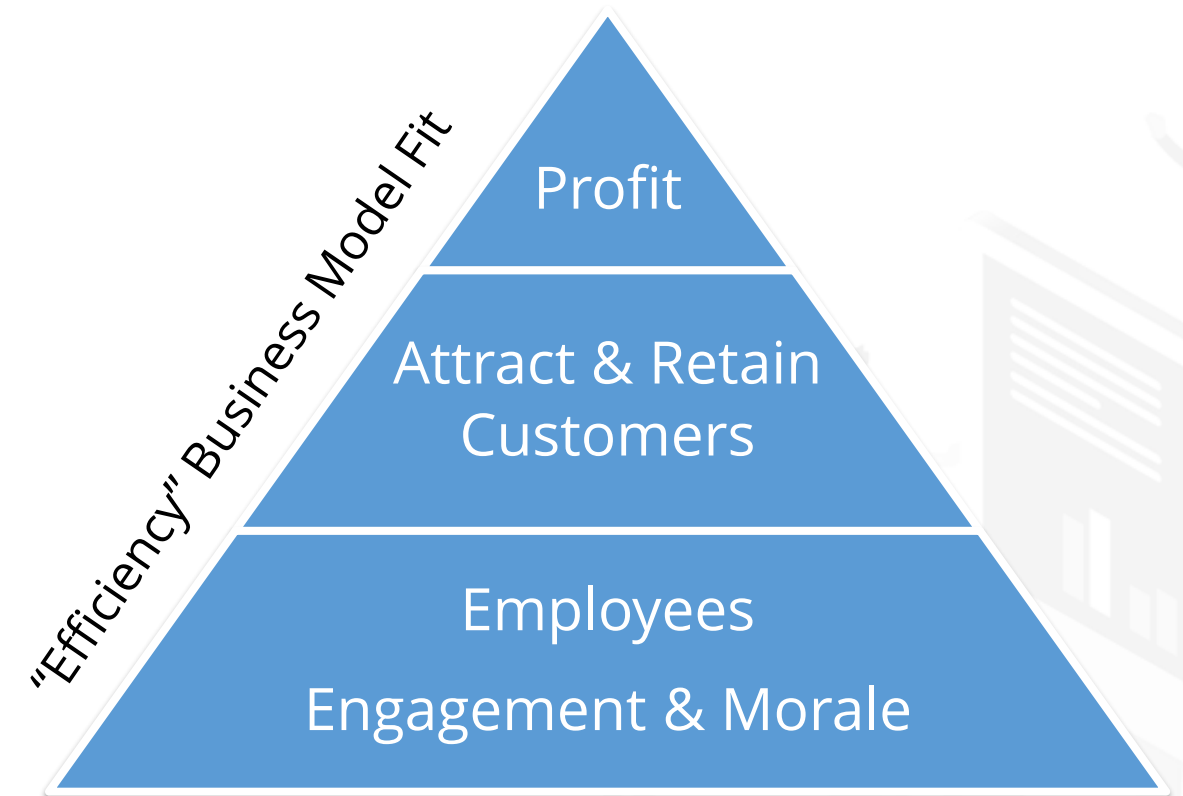 “Efficiency” Business Model Fit
Profit
Attract & Retain
Customers
Employees
Engagement & Morale